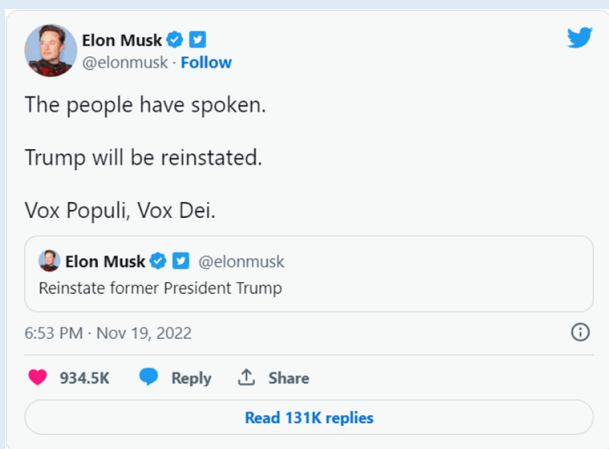 Elon Musk
@elonmusk · Follow
The people have spoken.
Trump will be reinstated.
Vox Populi, Vox Dei.
Elon Musk @elonmusk
Reinstate former President Trump
6:53 PM · Nov 19, 2022
934.5K Reply Share
Read 131K replies